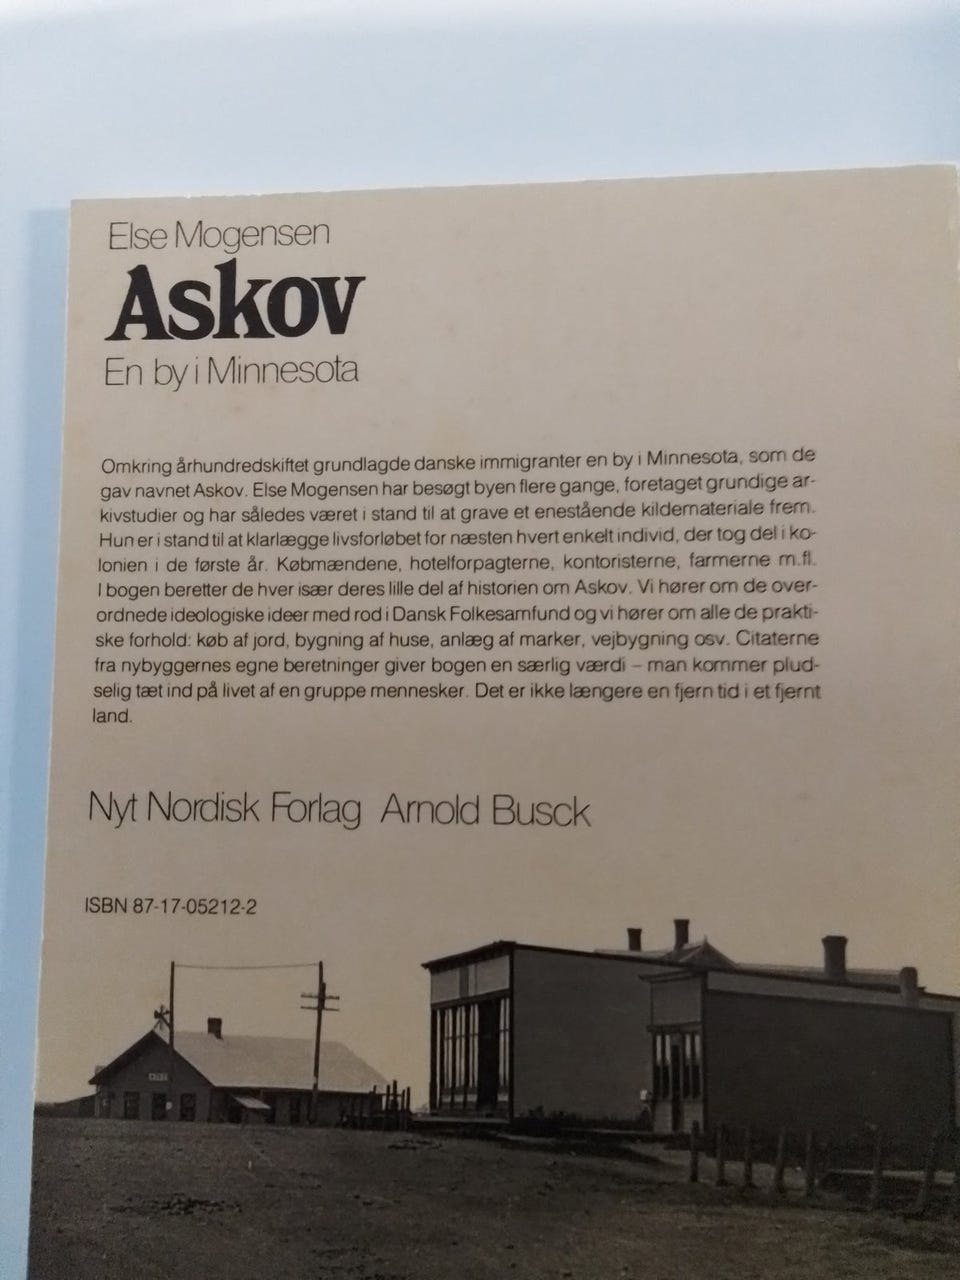 Else Mogensen
Askov
En by i Minnesota
Omkring århundredskiftet grundlagde danske immigranter en by i Minnesota, som de
gav navnet Askov. Else Mogensen har besøgt byen flere gange, foretaget grundige ar-
kivstudier og har således været i stand til at grave et enestående kildemateriale frem.
Hun er i stand til at klarlægge livsforløbet for næsten hvert enkelt individ, der tog del i ko-
lonien i de første år. Købmændene, hotelforpagterne, kontoristerne, farmerne m.fl.
I bogen beretter de hver især deres lille del af historien om Askov. Vi hører om de over-
ordnede ideologiske ideer med rod i Dansk Folkesamfund og vi hører om alle de prakti-
ske forhold: køb af jord, bygning af huse, anlæg af marker, vejbygning osv. Citaterne
fra nybyggernes egne beretninger giver bogen en særlig værdi – man kommer plud-
selig tæt ind på livet af en gruppe mennesker. Det er ikke længere en fjern tid i et fjernt
land.
Nyt Nordisk Forlag Arnold Busck
ISBN 87-17-05212-2